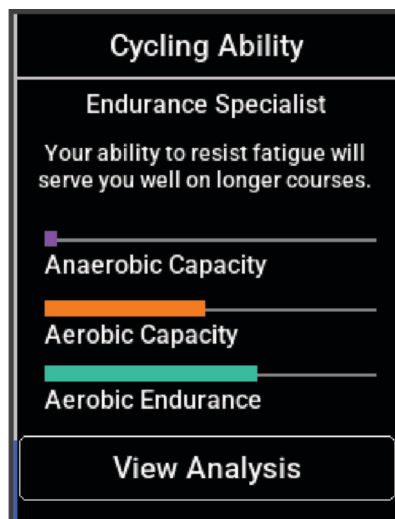 Cycling Ability
Endurance Specialist
Your ability to resist fatigue will
serve you well on longer courses.
Anaerobic Capacity
Aerobic Capacity
Aerobic Endurance
View Analysis